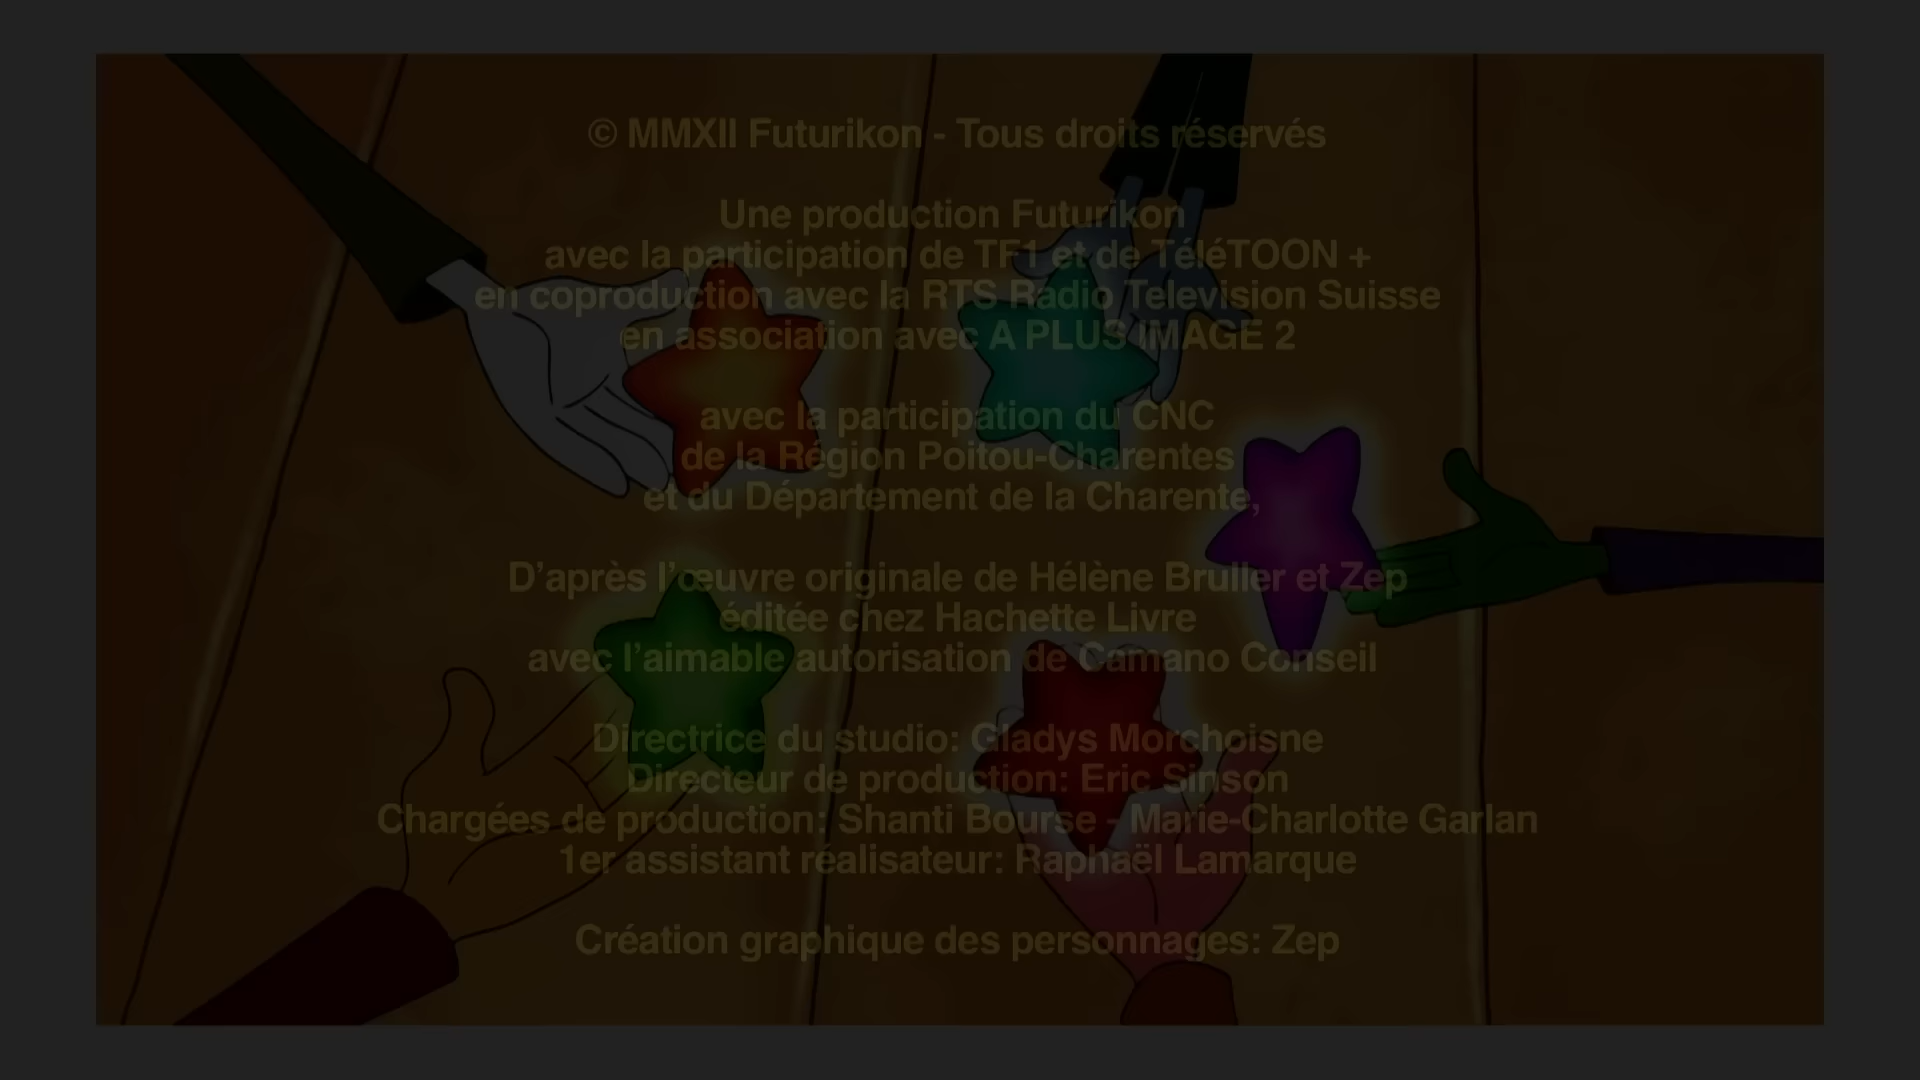 © MMXII Futurikon - Tous droits réservés
Une production Futurikon
avec la participation de TF1 et de TéléTOON +
en coproduction avec la RTS Radio Television Suisse
en association avec A PLUS IMAGE 2
avec la participation du CNC
de la Région Poitou-Charentes
et du Département de la Charente,
D’après l’œuvre originale de Hélène Bruller et Zep
éditée chez Hachette Livre
avec l’aimable autorisation de Camano Conseil
Directrice du studio: Gladys Morchoisne
Directeur de production: Eric Sinson
Chargées de production: Shanti Bourse - Marie-Charlotte Garlan
1er assistant réalisateur: Raphaël Lamarque
Création graphique des personnages: Zep